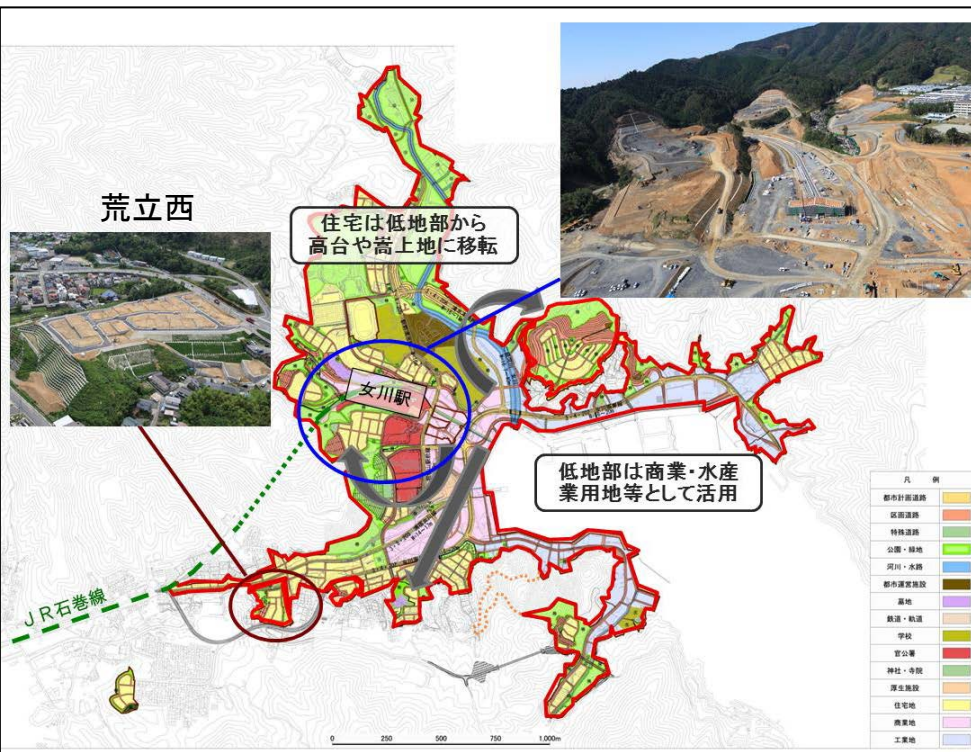 荒立西
住宅は低地部から
高台や嵩上地に移転
女川駅
低地部は商業・水産
業用地等として活用
JR石巻線
凡 例
都市計画道路
区画道路
特殊道路
公園・緑地
河川・水路
都市運営施設
墓地
鉄道・軌道
学校
官公署
神社・寺院
厚生施設
住宅地
商業地
工業地
0 250 500 750 1,000m